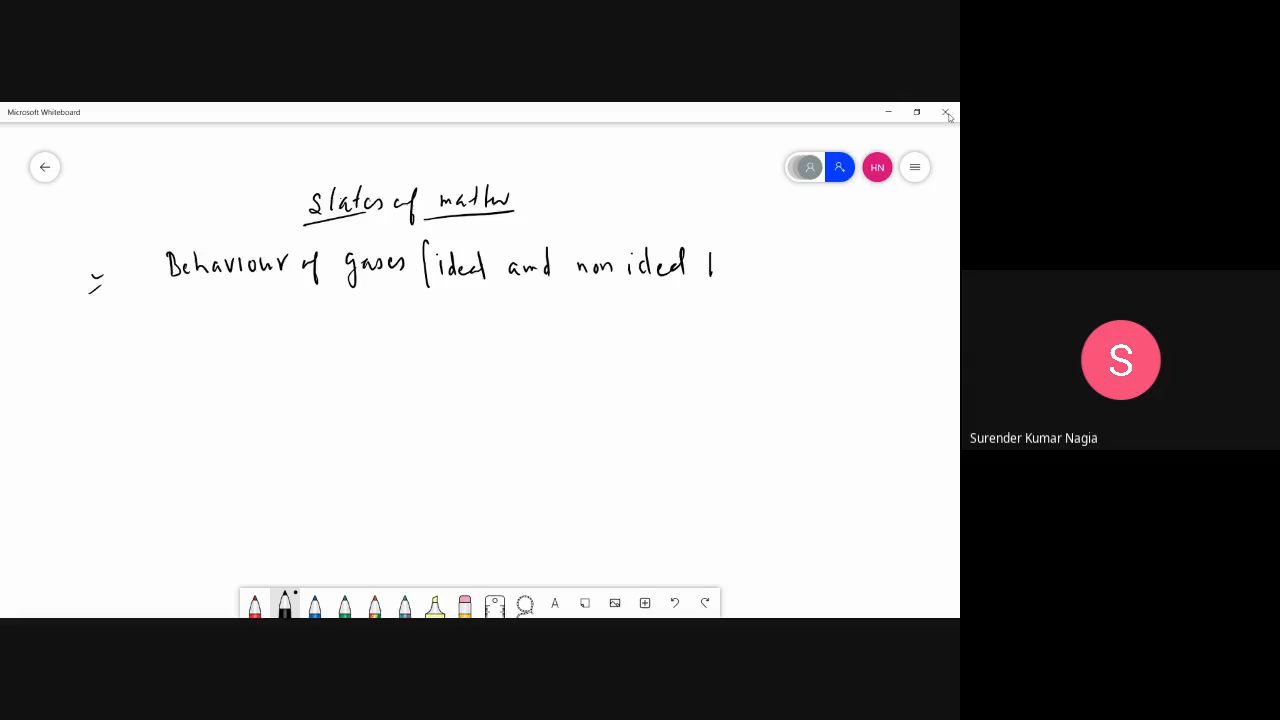 Microsoft Whiteboard
HN
States of matter
Behaviour of gases (ideal and non ideal)
A
S
Surender Kumar Nagia